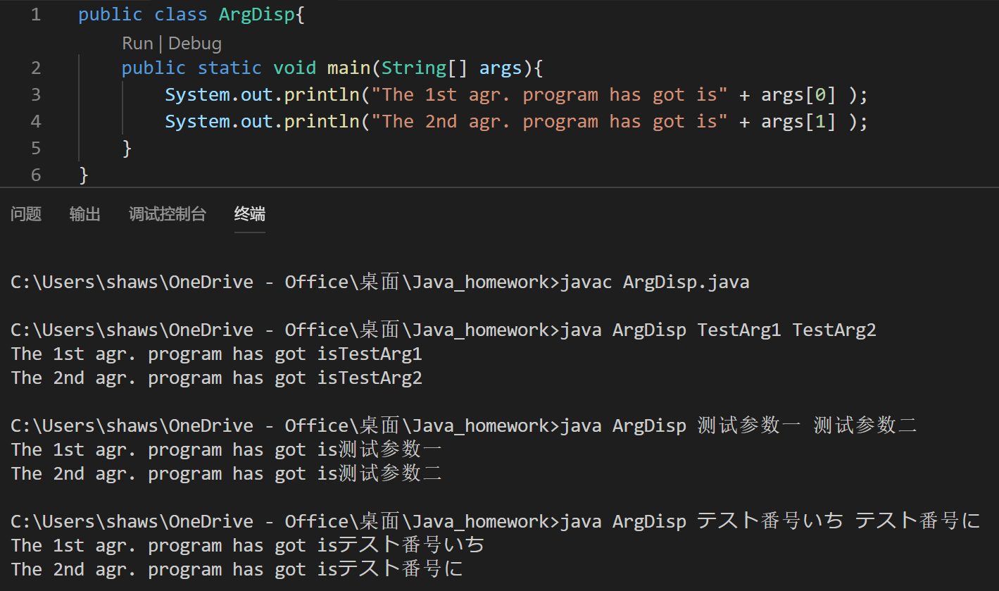 1 public class ArgDisp{
Run | Debug
2 public static void main(String[] args){
3 System.out.println("The 1st agr. program has got is" + args[0] );
4 System.out.println("The 2nd agr. program has got is" + args[1] );
5 }
6 }
问题 输出 调试控制台 终端
C:\Users\shaws\OneDrive - Office\桌面\Java_homework>javac ArgDisp.java
C:\Users\shaws\OneDrive - Office\桌面\Java_homework>java ArgDisp TestArg1 TestArg2
The 1st agr. program has got isTestArg1
The 2nd agr. program has got isTestArg2
C:\Users\shaws\OneDrive - Office\桌面\Java_homework>java ArgDisp 测试参数一 测试参数二
The 1st agr. program has got is测试参数一
The 2nd agr. program has got is测试参数二
C:\Users\shaws\OneDrive - Office\桌面\Java_homework>java ArgDisp テスト番号いち テスト番号に
The 1st agr. program has got isテスト番号いち
The 2nd agr. program has got isテスト番号に